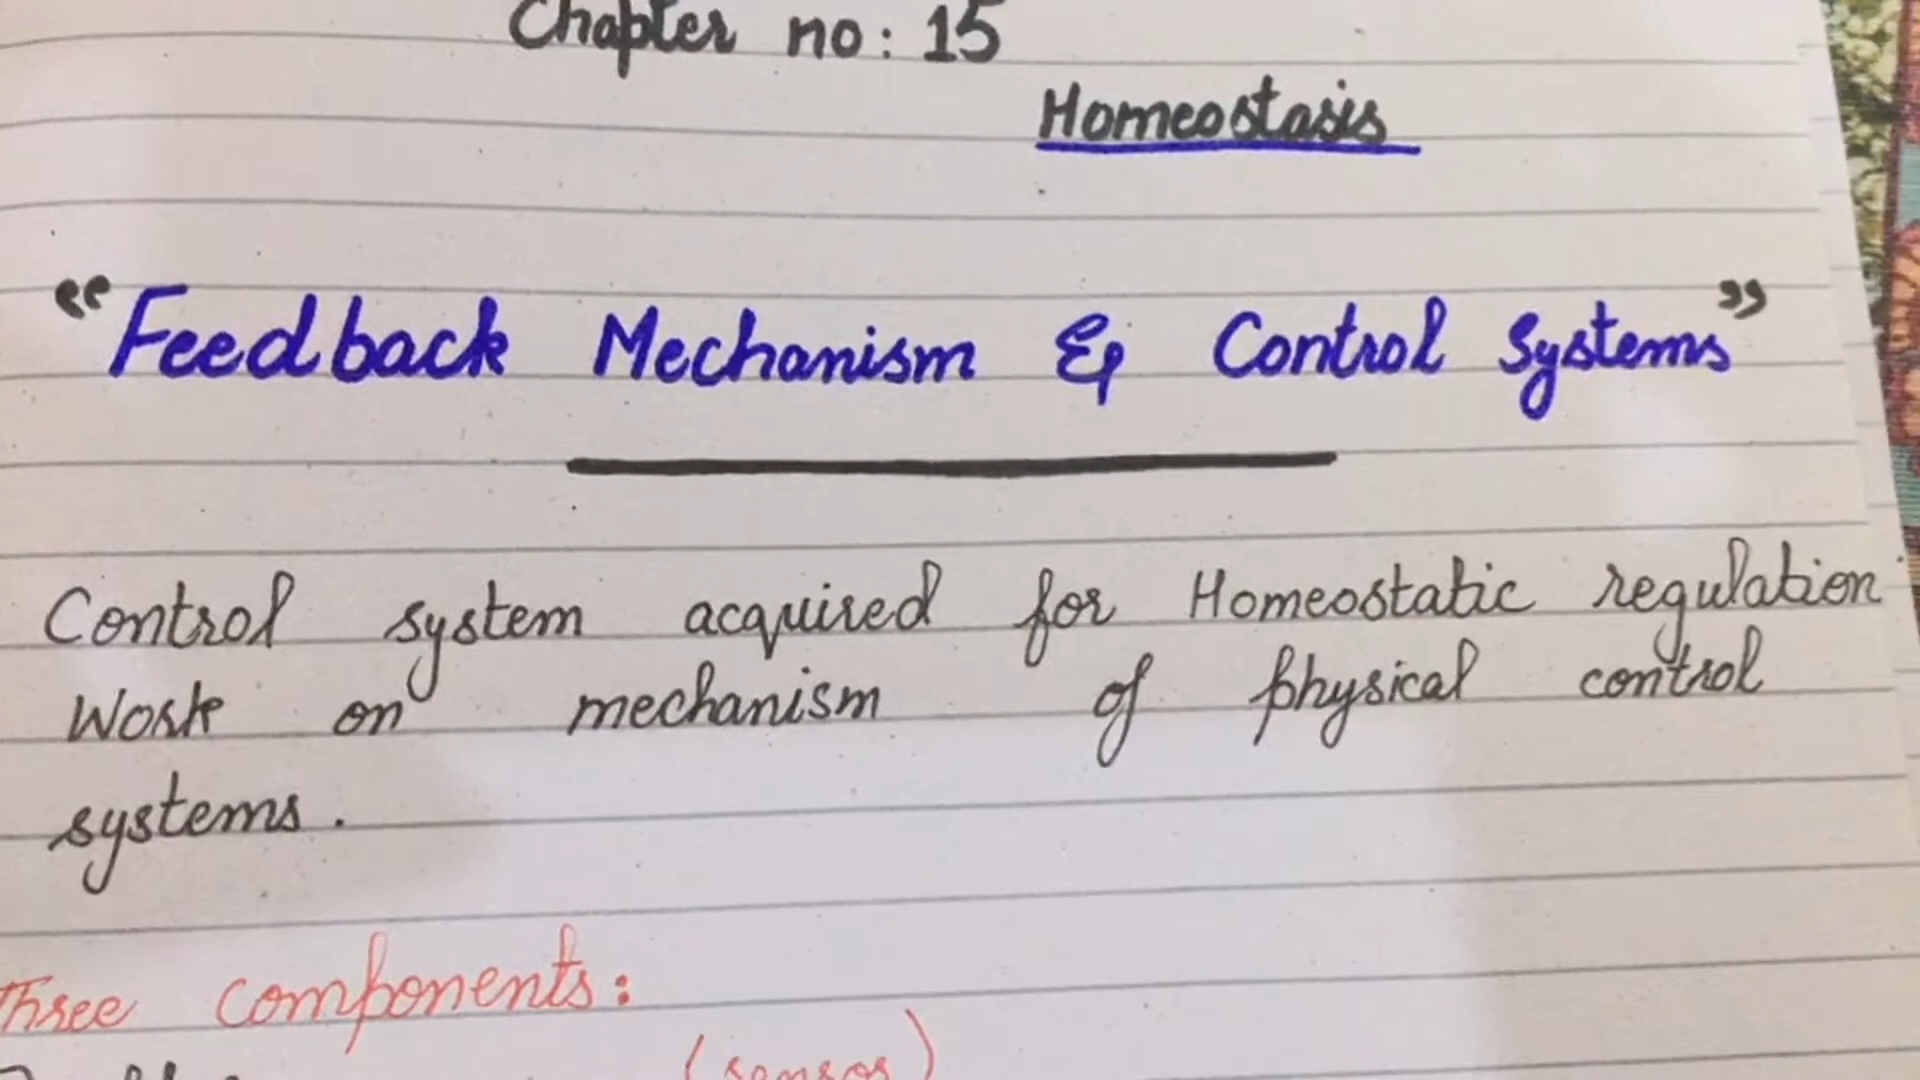 Chapter no: 15
Homeostasis
"Feedback Mechanism & Control Systems"
Control system acquired for Homeostatic regulation
Work on mechanism of physical control
systems.
Three components:
(sensor)